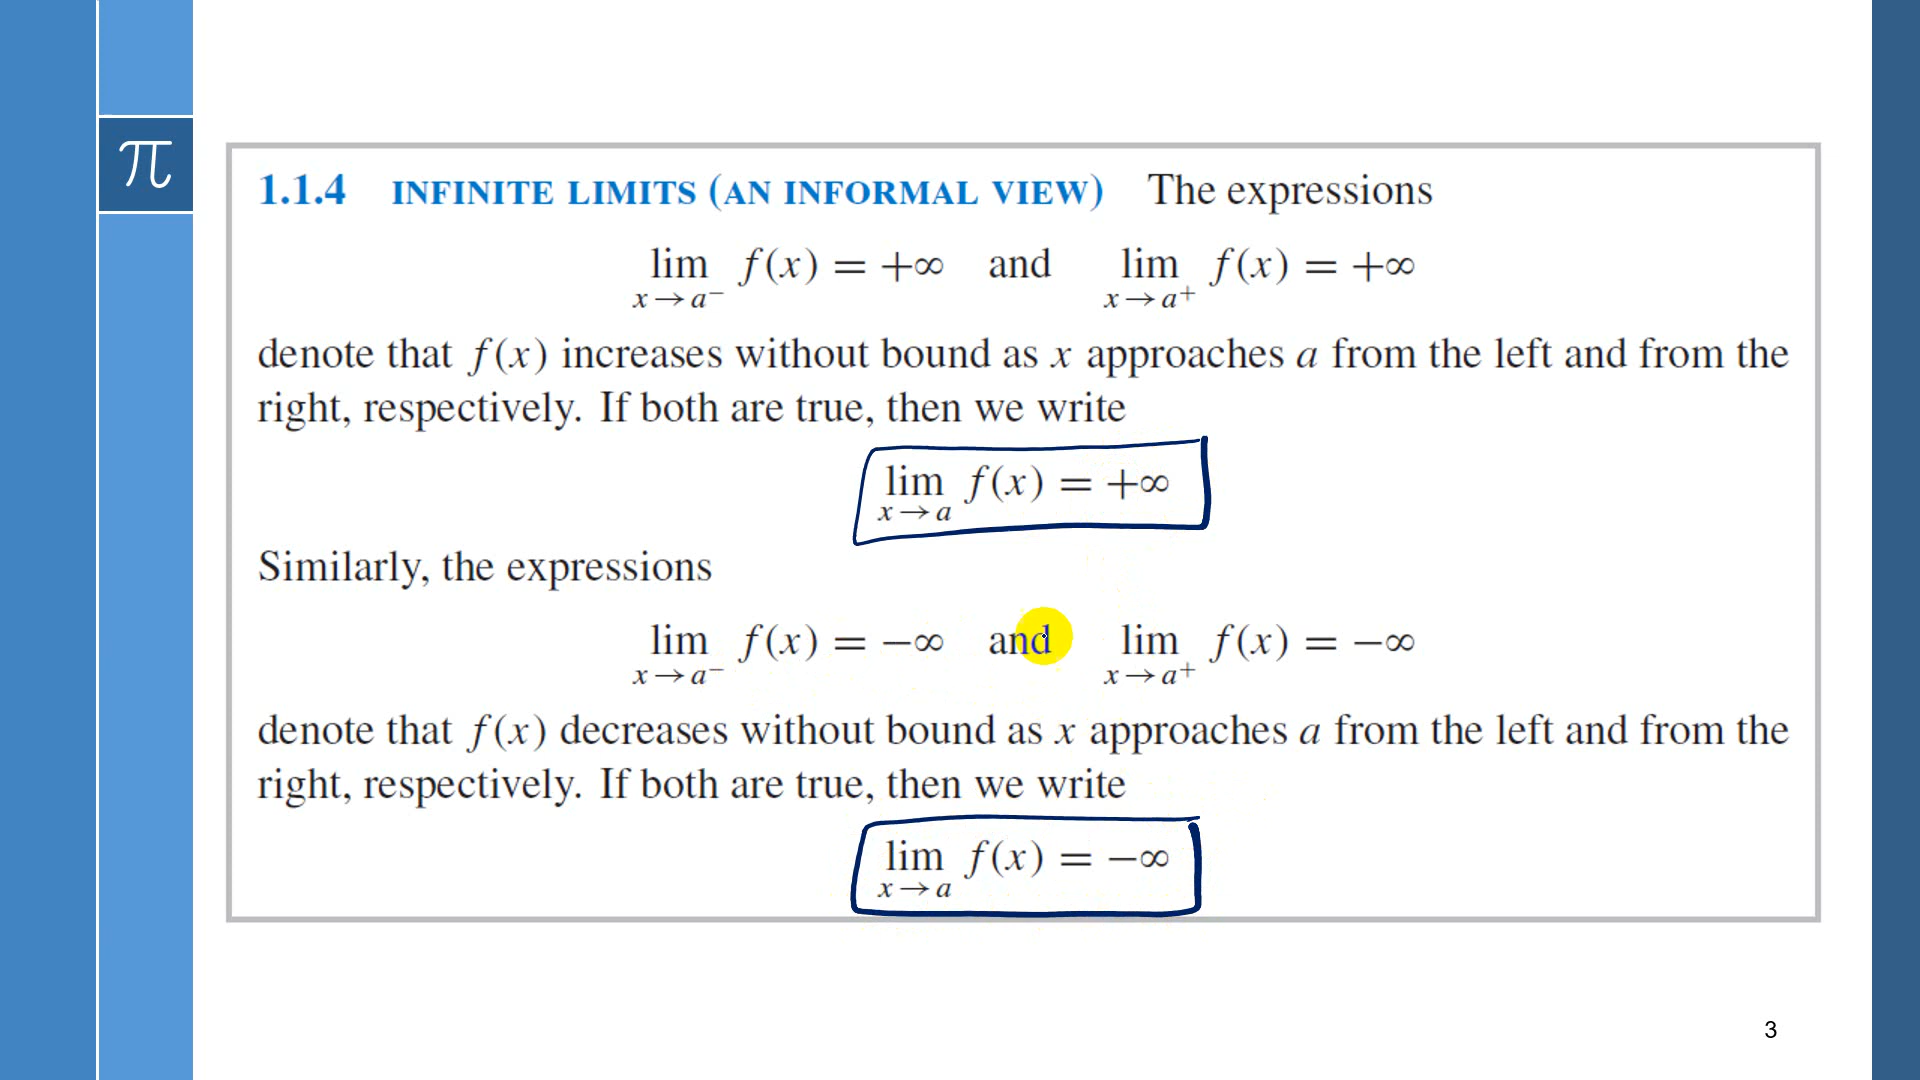 π
1.1.4 INFINITE LIMITS (AN INFORMAL VIEW) The expressions
lim x→a⁻ f(x) = +∞ and lim x→a⁺ f(x) = +∞
denote that f(x) increases without bound as x approaches a from the left and from the
right, respectively. If both are true, then we write
lim x→a f(x) = +∞
Similarly, the expressions
lim x→a⁻ f(x) = −∞ and lim x→a⁺ f(x) = −∞
denote that f(x) decreases without bound as x approaches a from the left and from the
right, respectively. If both are true, then we write
lim x→a f(x) = −∞
3